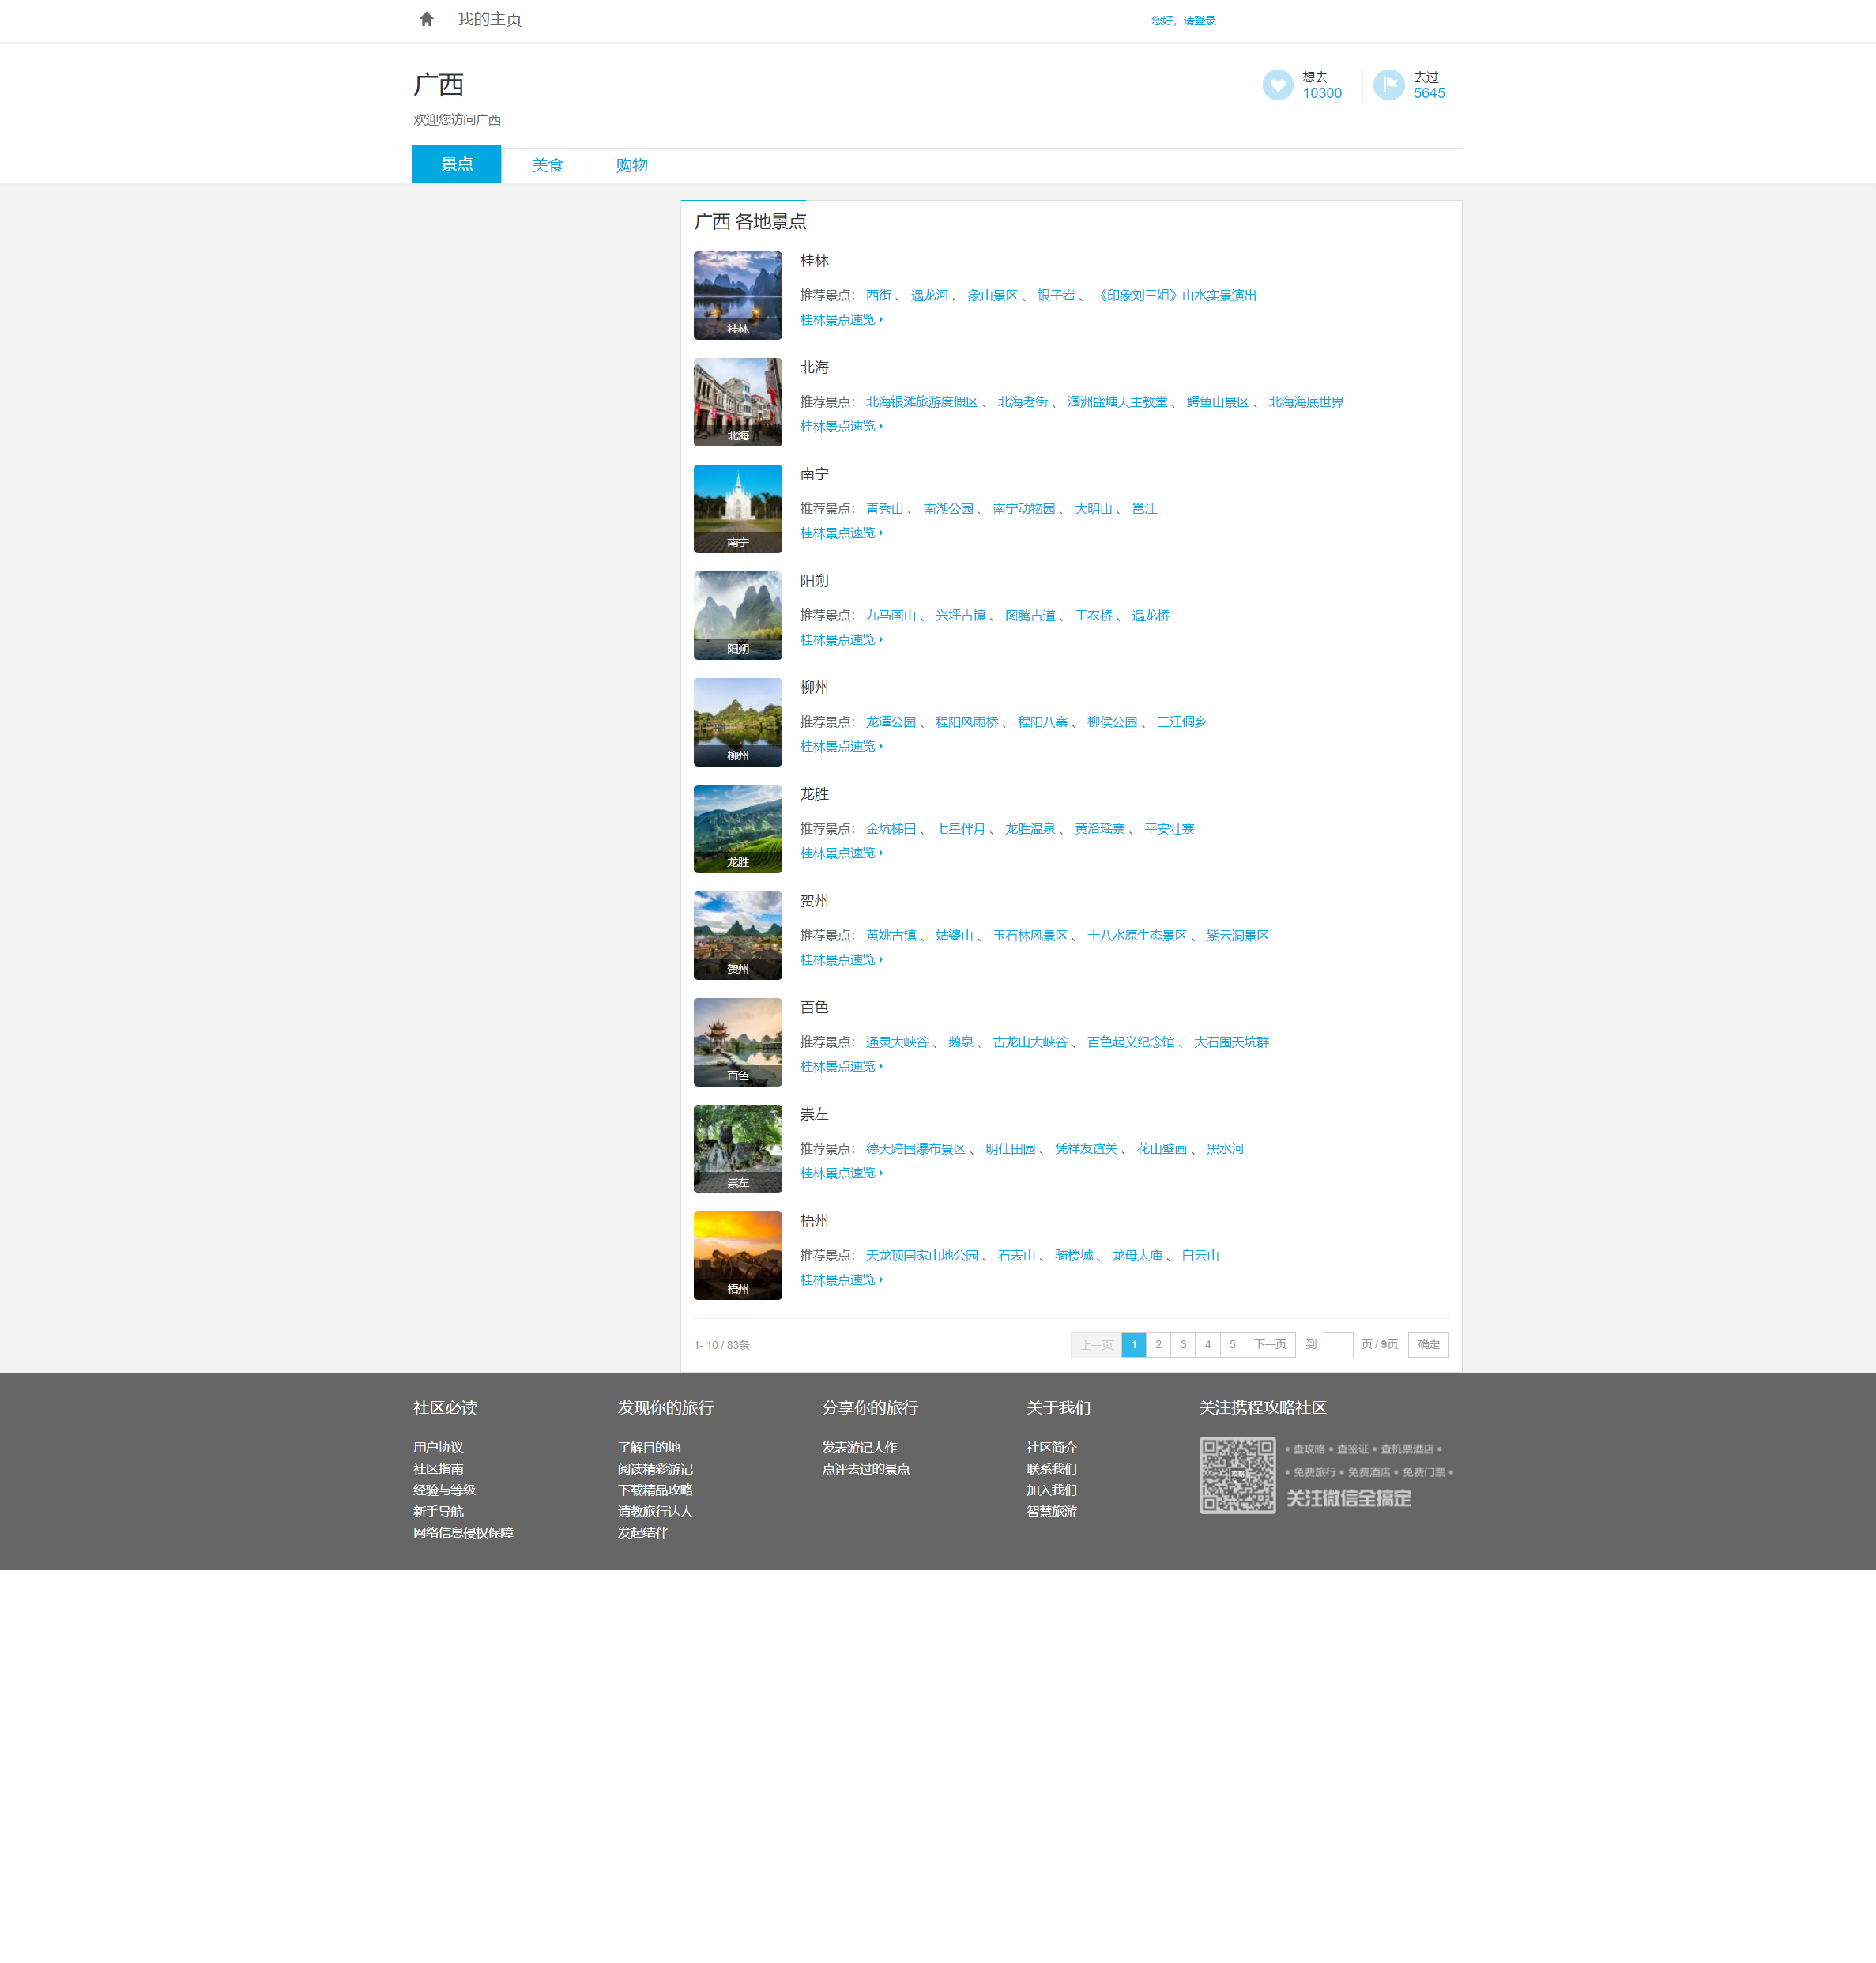 我的主页
您好，请登录
广西
欢迎您访问广西
想去
10300
去过
5645
景点 美食 购物
广西 各地景点
桂林
桂林
推荐景点： 西街 、 遇龙河 、 象山景区 、 银子岩 、 《印象刘三姐》山水实景演出
桂林景点速览
北海
北海
推荐景点： 北海银滩旅游度假区 、 北海老街 、 涠洲盛塘天主教堂 、 鳄鱼山景区 、 北海海底世界
桂林景点速览
南宁
南宁
推荐景点： 青秀山 、 南湖公园 、 南宁动物园 、 大明山 、 邕江
桂林景点速览
阳朔
阳朔
推荐景点： 九马画山 、 兴坪古镇 、 图腾古道 、 工农桥 、 遇龙桥
桂林景点速览
柳州
柳州
推荐景点： 龙潭公园 、 程阳风雨桥 、 程阳八寨 、 柳侯公园 、 三江侗乡
桂林景点速览
龙胜
龙胜
推荐景点： 金坑梯田 、 七星伴月 、 龙胜温泉 、 黄洛瑶寨 、 平安壮寨
桂林景点速览
贺州
贺州
推荐景点： 黄姚古镇 、 姑婆山 、 玉石林风景区 、 十八水原生态景区 、 紫云洞景区
桂林景点速览
百色
百色
推荐景点： 通灵大峡谷 、 鹅泉 、 古龙山大峡谷 、 百色起义纪念馆 、 大石围天坑群
桂林景点速览
崇左
崇左
推荐景点： 德天跨国瀑布景区 、 明仕田园 、 凭祥友谊关 、 花山壁画 、 黑水河
桂林景点速览
梧州
梧州
推荐景点： 天龙顶国家山地公园 、 石表山 、 骑楼城 、 龙母太庙 、 白云山
桂林景点速览
1- 10 / 83条
上一页 1 2 3 4 5 下一页 到 页 / 9页 确定
社区必读
用户协议
社区指南
经验与等级
新手导航
网络信息侵权保障
发现你的旅行
了解目的地
阅读精彩游记
下载精品攻略
请教旅行达人
发起结伴
分享你的旅行
发表游记大作
点评去过的景点
关于我们
社区简介
联系我们
加入我们
智慧旅游
关注携程攻略社区
攻略
• 查攻略 • 查签证 • 查机票酒店 •
• 免费旅行 • 免费酒店 • 免费门票 •
关注微信全搞定